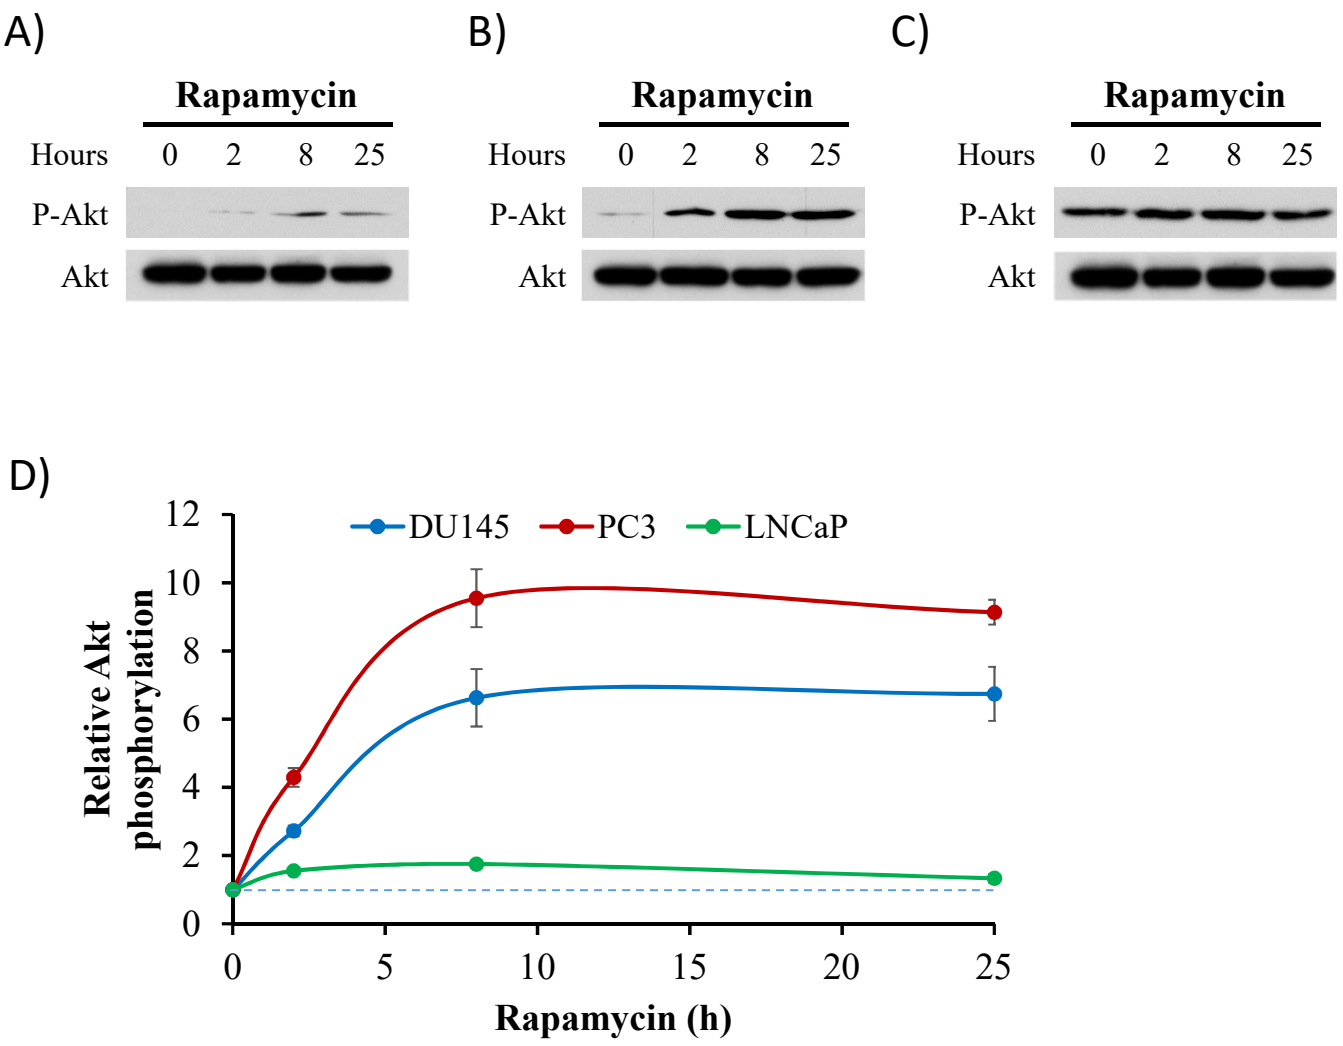 A)
B)
C)
Rapamycin
Hours 0 2 8 25
P-Akt
Akt
Rapamycin
Hours 0 2 8 25
P-Akt
Akt
Rapamycin
Hours 0 2 8 25
P-Akt
Akt
D)
DU145 PC3 LNCaP
12
10
8
6
4
2
0
Relative Akt
phosphorylation
0 5 10 15 20 25
Rapamycin (h)